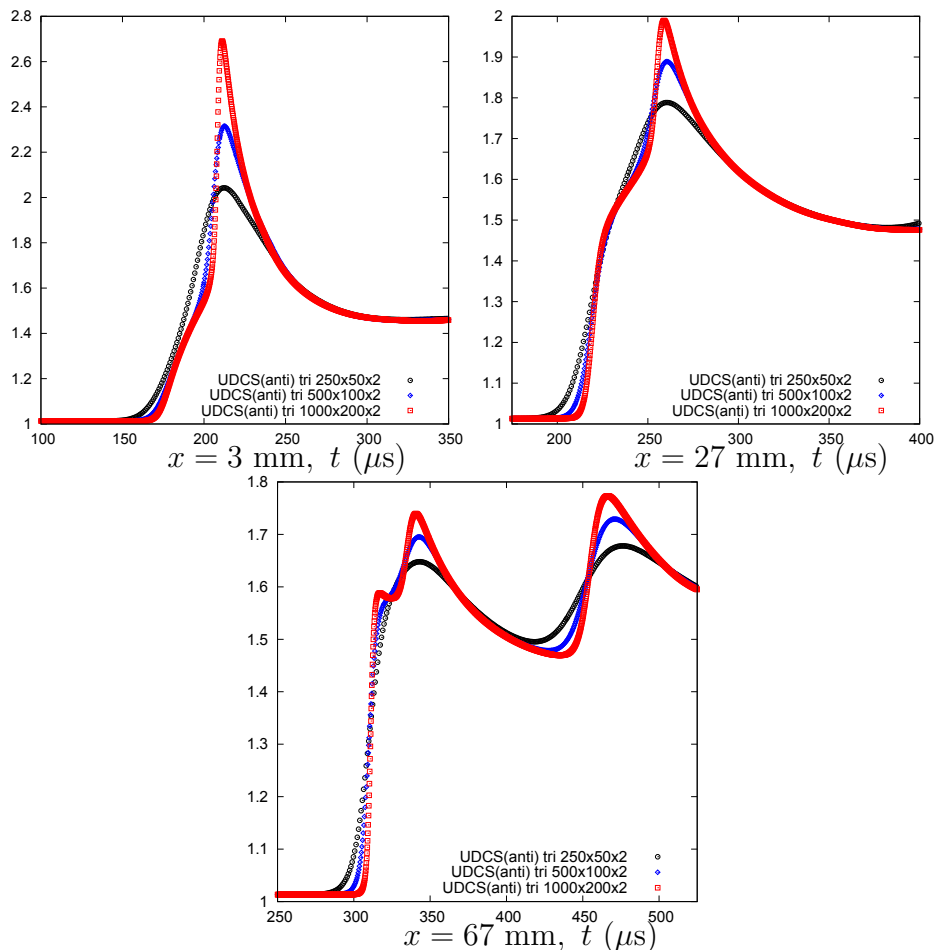 2.8
2.6
2.4
2.2
2
1.8
1.6
1.4
1.2
1
100 150 200 250 300 350
UDCS(anti) tri 250x50x2
UDCS(anti) tri 500x100x2
UDCS(anti) tri 1000x200x2
x = 3 mm, t (μs)
2
1.9
1.8
1.7
1.6
1.5
1.4
1.3
1.2
1.1
1
200 250 300 350 400
UDCS(anti) tri 250x50x2
UDCS(anti) tri 500x100x2
UDCS(anti) tri 1000x200x2
x = 27 mm, t (μs)
1.8
1.7
1.6
1.5
1.4
1.3
1.2
1.1
1
250 300 350 400 450 500
UDCS(anti) tri 250x50x2
UDCS(anti) tri 500x100x2
UDCS(anti) tri 1000x200x2
x = 67 mm, t (μs)